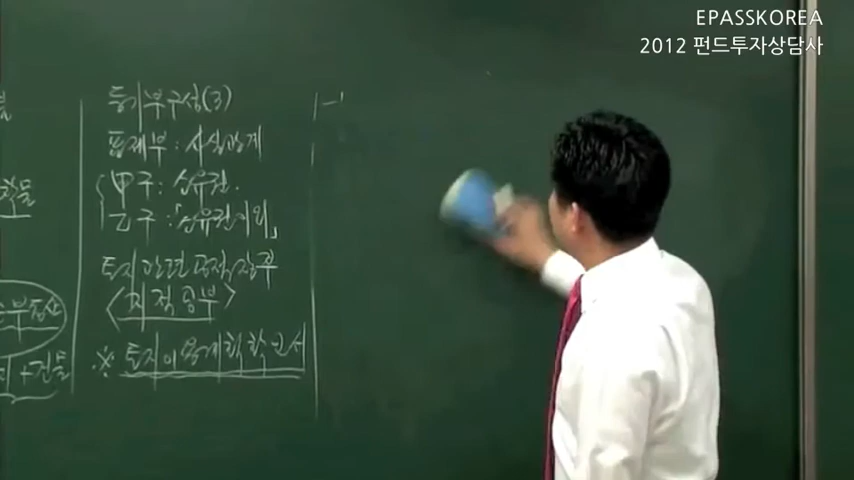 EPASSKOREA
2012 펀드투자상담사
등기부구성(3)
표제부 : 사실관계
甲구 : 소유권.
乙구 : 「소유권이외」
토지관련 공적장부
<지적공부>
※ 토지이용계획확인서
+건물